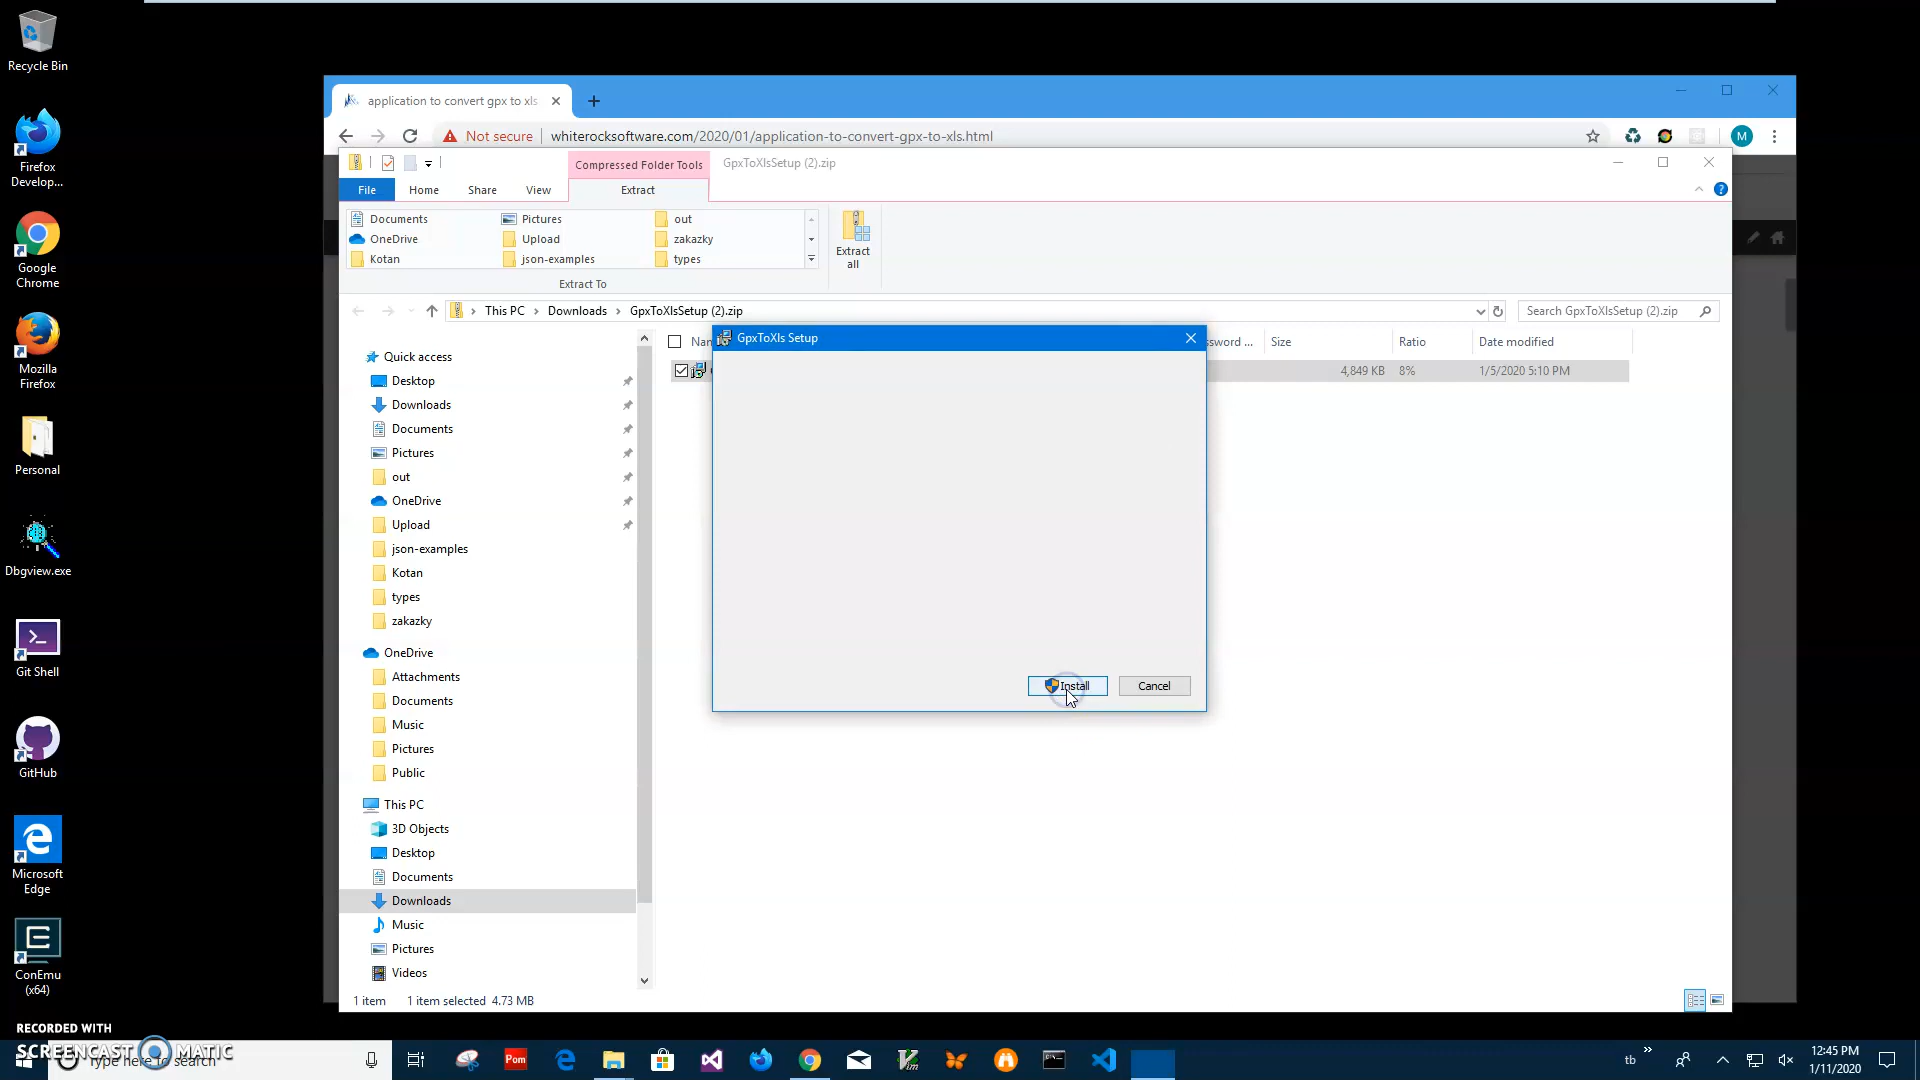 Recycle Bin
Firefox
Develop...
Google
Chrome
Mozilla
Firefox
Personal
Dbgview.exe
Git Shell
GitHub
Microsoft
Edge
ConEmu
(x64)
application to convert gpx to xls
Not secure
whiterocksoftware.com/2020/01/application-to-convert-gpx-to-xls.html
M
Compressed Folder Tools
GpxToXlsSetup (2).zip
File
Home
Share
View
Extract
Documents
Pictures
out
OneDrive
Upload
zakazky
Kotan
json-examples
types
Extract To
Extract
all
This PC
Downloads
GpxToXlsSetup (2).zip
Search GpxToXlsSetup (2).zip
Quick access
Desktop
Downloads
Documents
Pictures
out
OneDrive
Upload
json-examples
Kotan
types
zakazky
OneDrive
Attachments
Documents
Music
Pictures
Public
This PC
3D Objects
Desktop
Documents
Downloads
Music
Pictures
Videos
Size
Ratio
Date modified
4,849 KB
8%
1/5/2020 5:10 PM
GpxToXls Setup
Install
Cancel
1 item
1 item selected 4.73 MB
RECORDED WITH
SCREENCAST MATIC
Type here to search
Pom
tb
12:45 PM
1/11/2020